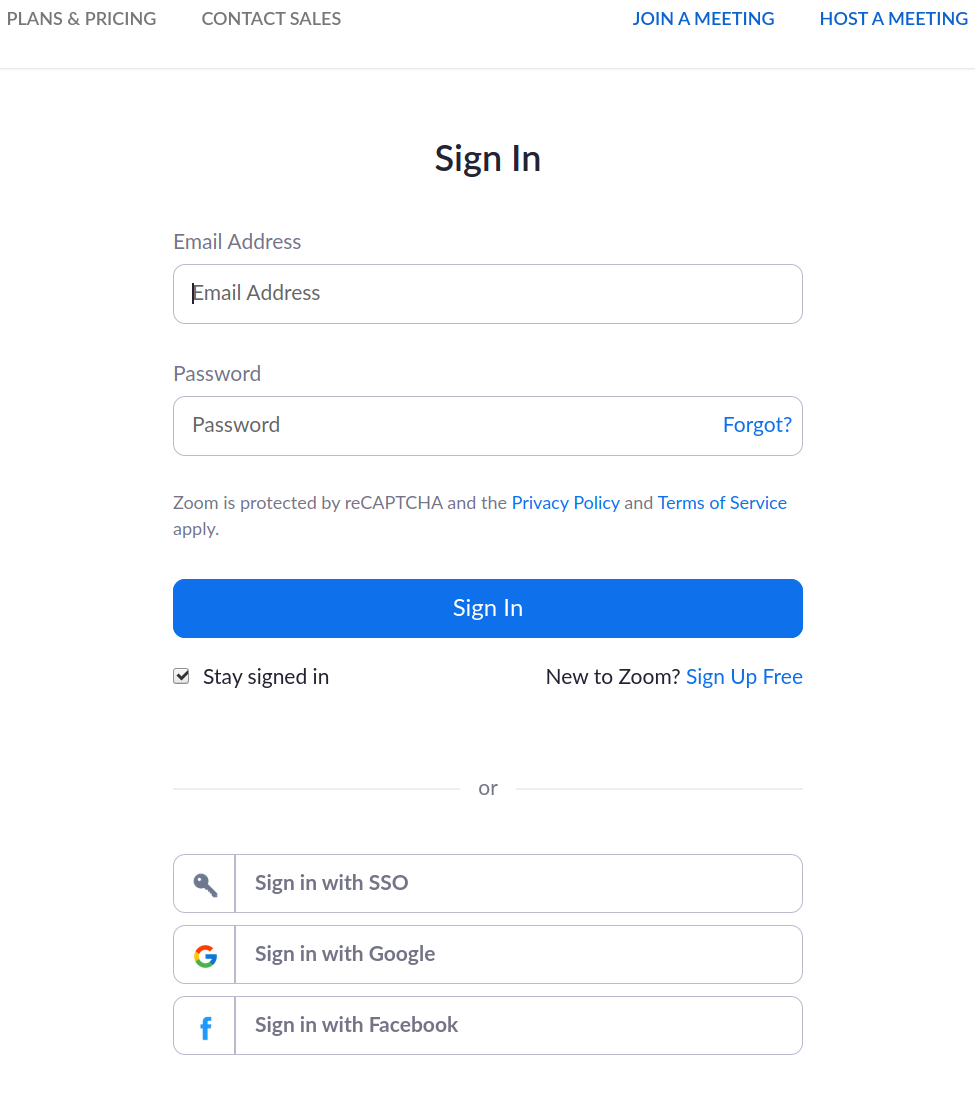 PLANS & PRICING CONTACT SALES JOIN A MEETING HOST A MEETING
Sign In
Email Address
Email Address
Password
Password Forgot?
Zoom is protected by reCAPTCHA and the Privacy Policy and Terms of Service
apply.
Sign In
Stay signed in New to Zoom? Sign Up Free
or
Sign in with SSO
Sign in with Google
Sign in with Facebook